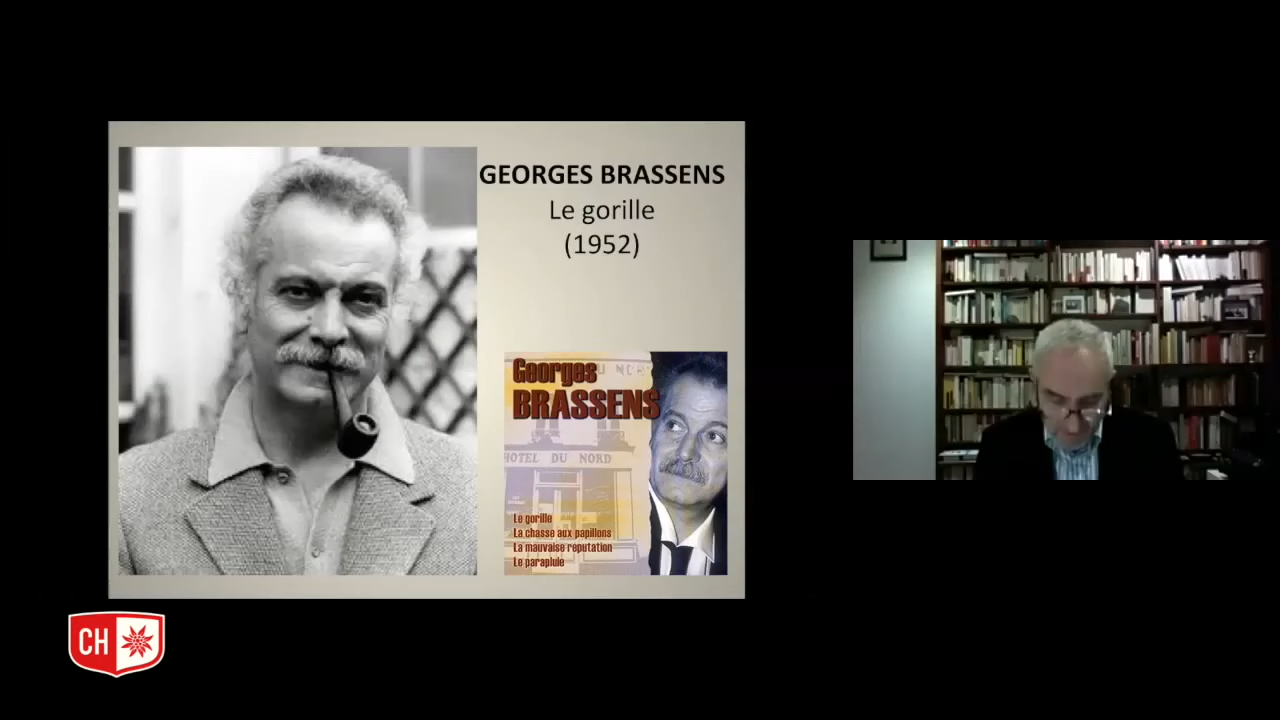 GEORGES BRASSENS
Le gorille
(1952)
Georges
BRASSENS
HOTEL DU NORD
Le gorille
La chasse aux papillons
La mauvaise réputation
Le parapluie
CH